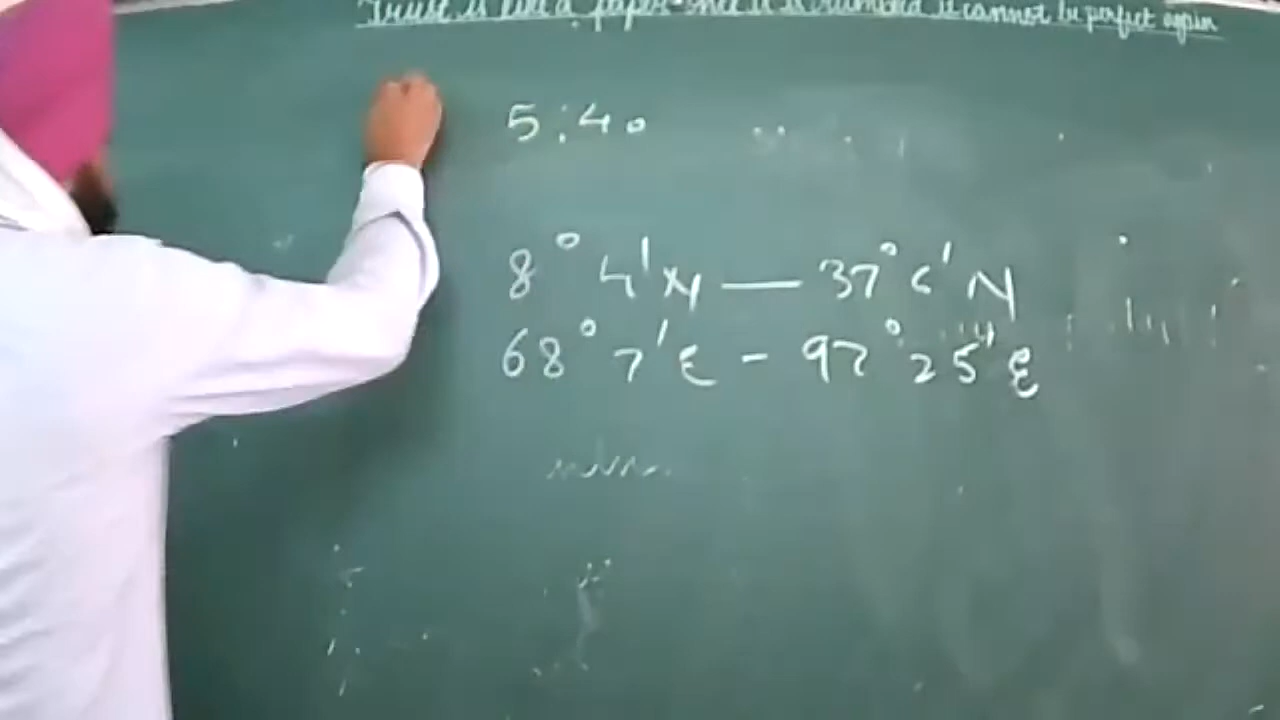 Trust is like a paper once it is crumbled it cannot be perfect again
5:40
8° 4' N — 37° 6' N
68° 7' E - 97° 25' E